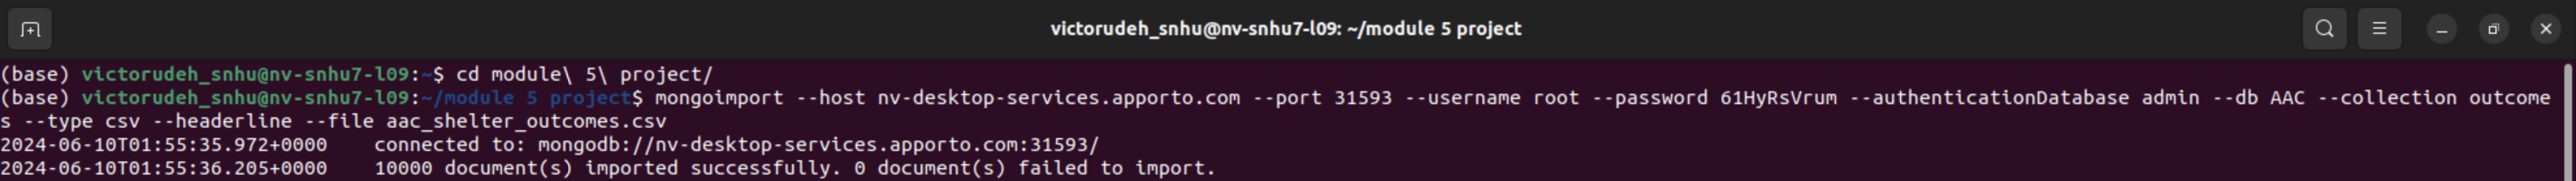 victorudeh_snhu@nv-snhu7-l09: ~/module 5 project
(base) victorudeh_snhu@nv-snhu7-l09:~$ cd module\ 5\ project/
(base) victorudeh_snhu@nv-snhu7-l09:~/module 5 project$ mongoimport --host nv-desktop-services.apporto.com --port 31593 --username root --password 61HyRsVrum --authenticationDatabase admin --db AAC --collection outcome
s --type csv --headerline --file aac_shelter_outcomes.csv
2024-06-10T01:55:35.972+0000    connected to: mongodb://nv-desktop-services.apporto.com:31593/
2024-06-10T01:55:36.205+0000    10000 document(s) imported successfully. 0 document(s) failed to import.